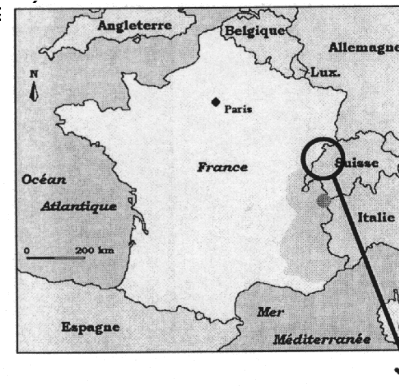 Angleterre
Belgique
Allemagne
Lux.
N
Paris
France
Suisse
Océan
Atlantique
Italie
0 200 km
Mer
Espagne
Méditerranée